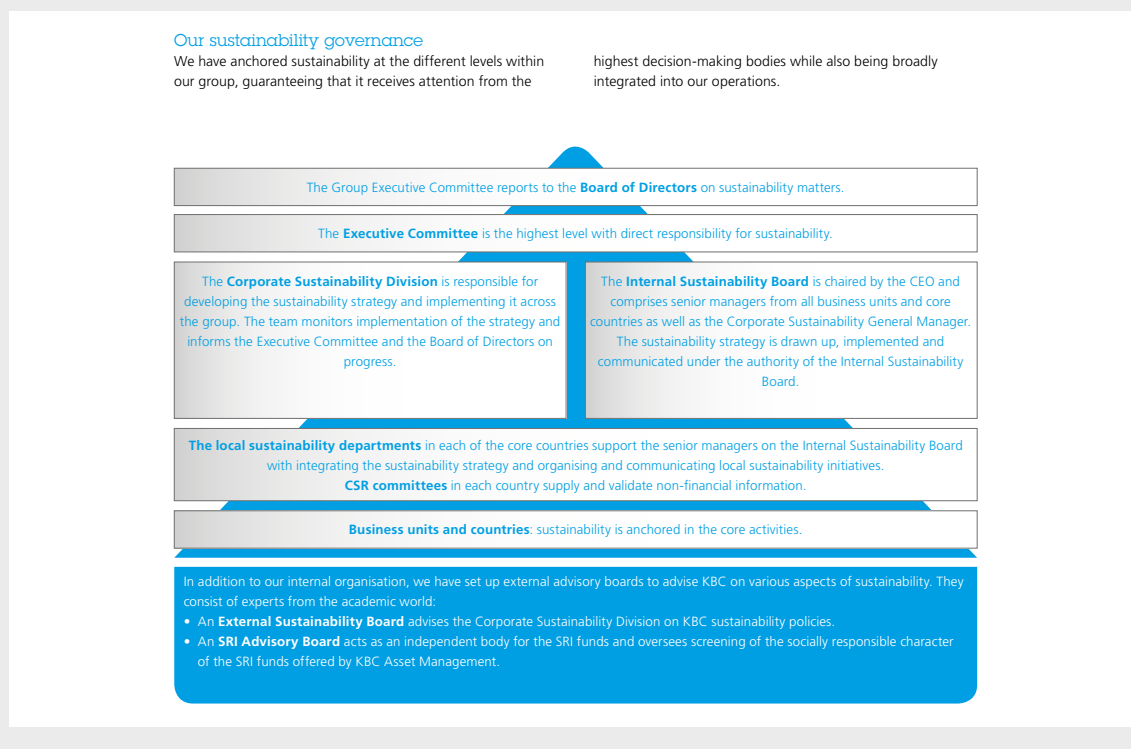 Our sustainability governance
We have anchored sustainability at the different levels within
our group, guaranteeing that it receives attention from the
highest decision-making bodies while also being broadly
integrated into our operations.
The Group Executive Committee reports to the Board of Directors on sustainability matters.
The Executive Committee is the highest level with direct responsibility for sustainability.
The Corporate Sustainability Division is responsible for
developing the sustainability strategy and implementing it across
the group. The team monitors implementation of the strategy and
informs the Executive Committee and the Board of Directors on
progress.
The Internal Sustainability Board is chaired by the CEO and
comprises senior managers from all business units and core
countries as well as the Corporate Sustainability General Manager.
The sustainability strategy is drawn up, implemented and
communicated under the authority of the Internal Sustainability
Board.
The local sustainability departments in each of the core countries support the senior managers on the Internal Sustainability Board
with integrating the sustainability strategy and organising and communicating local sustainability initiatives.
CSR committees in each country supply and validate non-financial information.
Business units and countries: sustainability is anchored in the core activities.
In addition to our internal organisation, we have set up external advisory boards to advise KBC on various aspects of sustainability. They
consist of experts from the academic world:
• An External Sustainability Board advises the Corporate Sustainability Division on KBC sustainability policies.
• An SRI Advisory Board acts as an independent body for the SRI funds and oversees screening of the socially responsible character
of the SRI funds offered by KBC Asset Management.